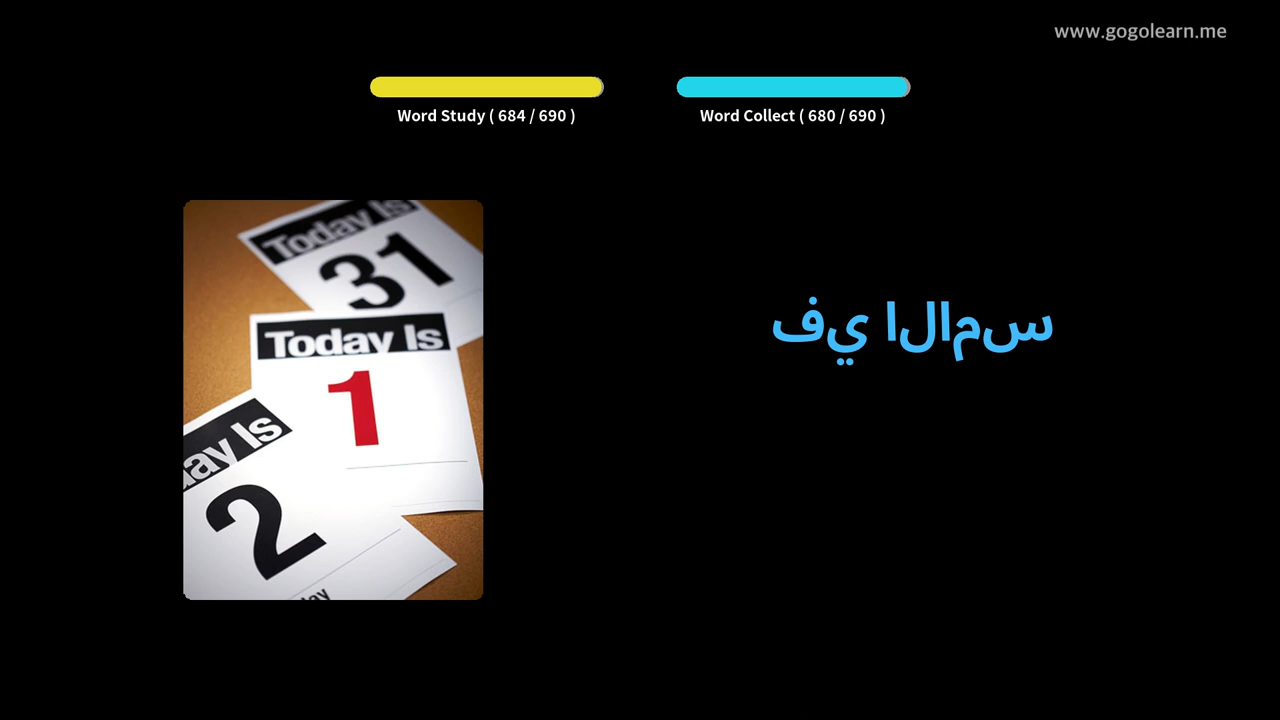 www.gogolearn.me
Word Study ( 684 / 690 )
Word Collect ( 680 / 690 )
Today Is
31
Today Is
1
ay Is
2
في الامس